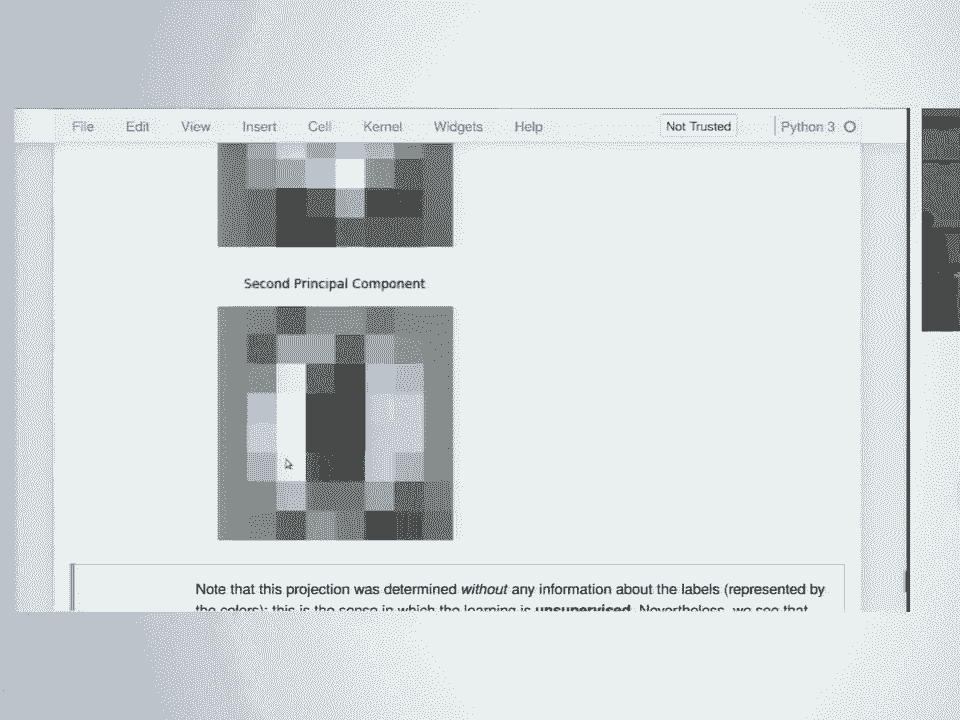 File Edit View Insert Cell Kernel Widgets Help Not Trusted Python 3
Second Principal Component
Note that this projection was determined without any information about the labels (represented by
the colors): this is the sense in which the learning is unsupervised. Nevertheless, we see that